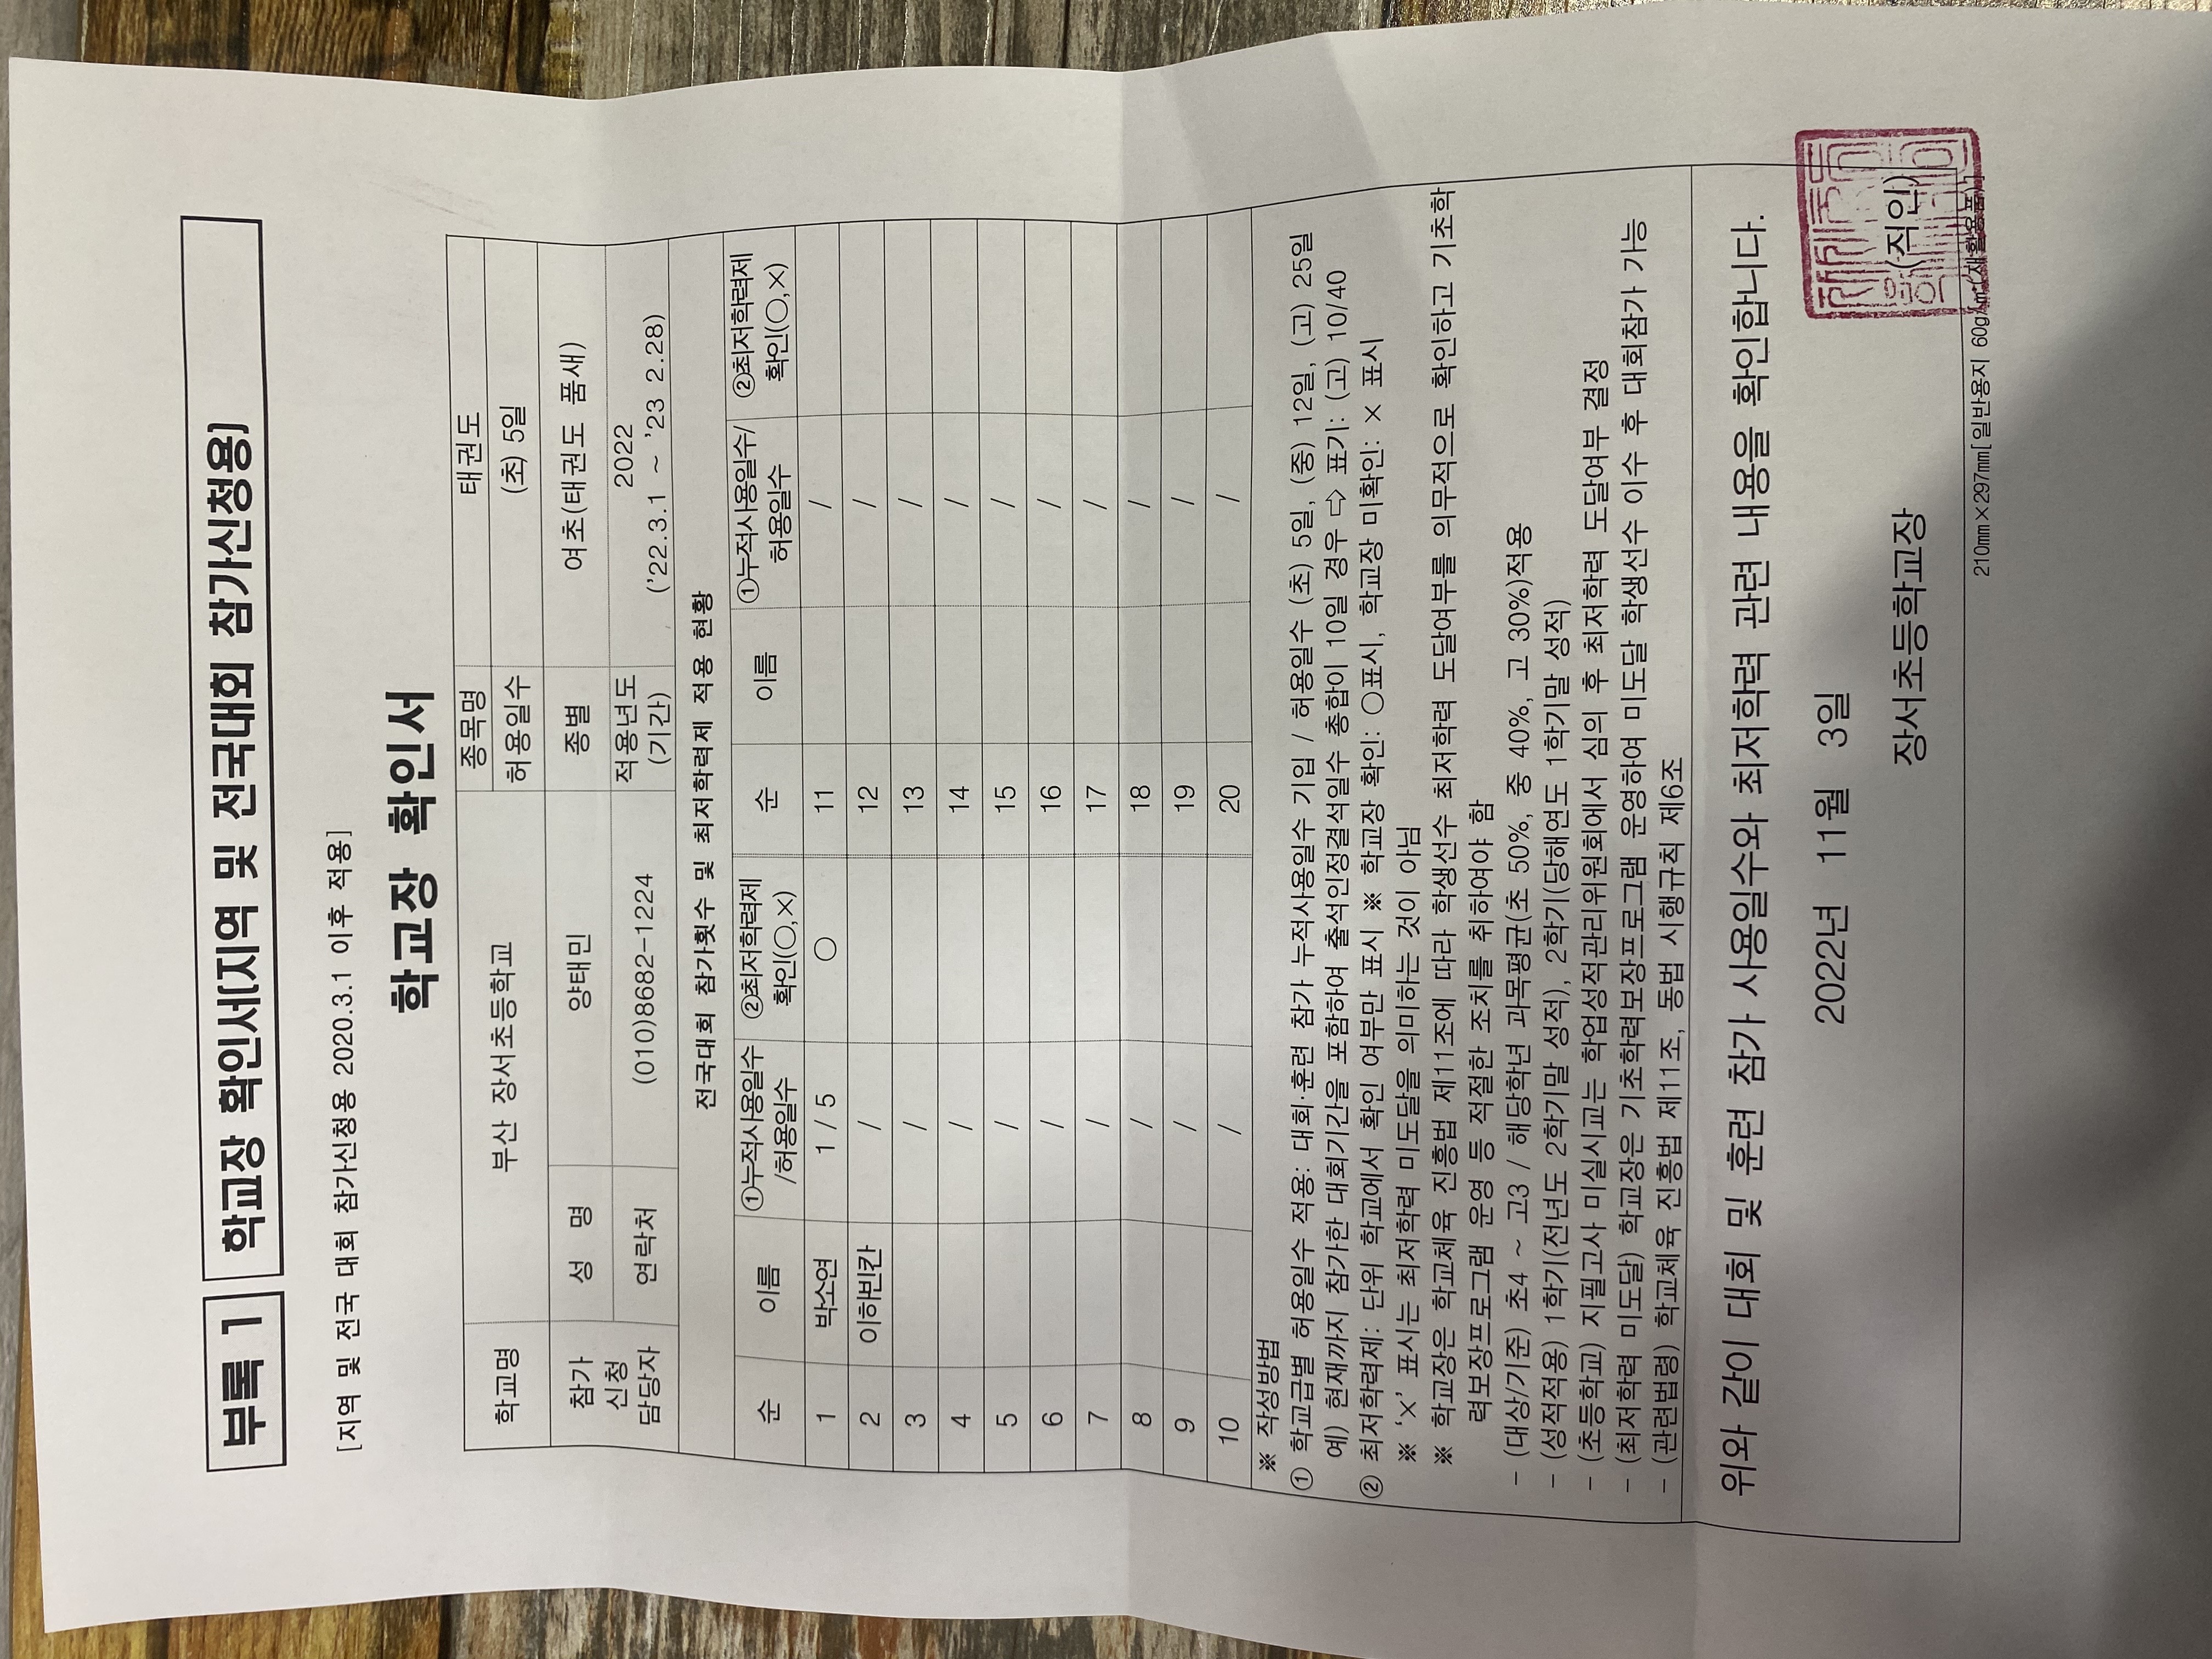 부록 1 학교장 확인서(지역 및 전국대회 참가신청용)
[지역 및 전국 대회 참가신청용 2020.3.1 이후 적용]
학교장 확인서
학교명 부산 장서초등학교 종목명 태권도
허용일수 (초) 5일
참가 신청 담당자 성 명 양태민 종별 여초(태권도 품새)
연락처 (010)8682-1224 적용년도 (기간) 2022 ('22.3.1 ~ '23 2.28)
전국대회 참가횟수 및 최저학력제 적용 현황
순 이름 ①누적사용일수/허용일수 ②최저학력제 확인(○,×) 순 이름 ①누적사용일수/허용일수 ②최저학력제 확인(○,×)
1 박소연 1 / 5 ○ 11 /
2 이하빈칸 / 12 /
3 / 13 /
4 / 14 /
5 / 15 /
6 / 16 /
7 / 17 /
8 / 18 /
9 / 19 /
10 / 20 /
※ 작성방법
① 학교급별 허용일수 적용: 대회·훈련 참가 누적사용일수 기입 / 허용일수 (초) 5일, (중) 12일, (고) 25일
예) 현재까지 참가한 대회기간을 포함하여 출석인정결석일수 총합이 10일 경우 ⇨ 표기: (고) 10/40
② 최저학력제: 단위 학교에서 확인 여부만 표시 ※ 학교장 확인: ○표시, 학교장 미확인: × 표시
※ '×' 표시는 최저학력 미도달을 의미하는 것이 아님
※ 학교장은 학교체육 진흥법 제11조에 따라 학생선수 최저학력 도달여부를 의무적으로 확인하고 기초학
력보장프로그램 운영 등 적절한 조치를 취하여야 함
- (대상/기준) 초4 ~ 고3 / 해당학년 과목평균(초 50%, 중 40%, 고 30%)적용
- (성적적용) 1학기(전년도 2학기말 성적), 2학기(당해연도 1학기말 성적)
- (초등학교) 지필고사 미실시교는 학업성적관리위원회에서 심의 후 최저학력 도달여부 결정
- (최저학력 미도달) 학교장은 기초학력보장프로그램 운영하여 미도달 학생선수 이수 후 대회참가 가능
- (관련법령) 학교체육 진흥법 제11조, 동법 시행규칙 제6조
위와 같이 대회 및 훈련 참가 사용일수와 최저학력 관련 내용을 확인합니다.
2022년 11월 3일
장서초등학교장 (직인)
210㎜×297㎜[일반용지 60g/㎡(재활용품)]